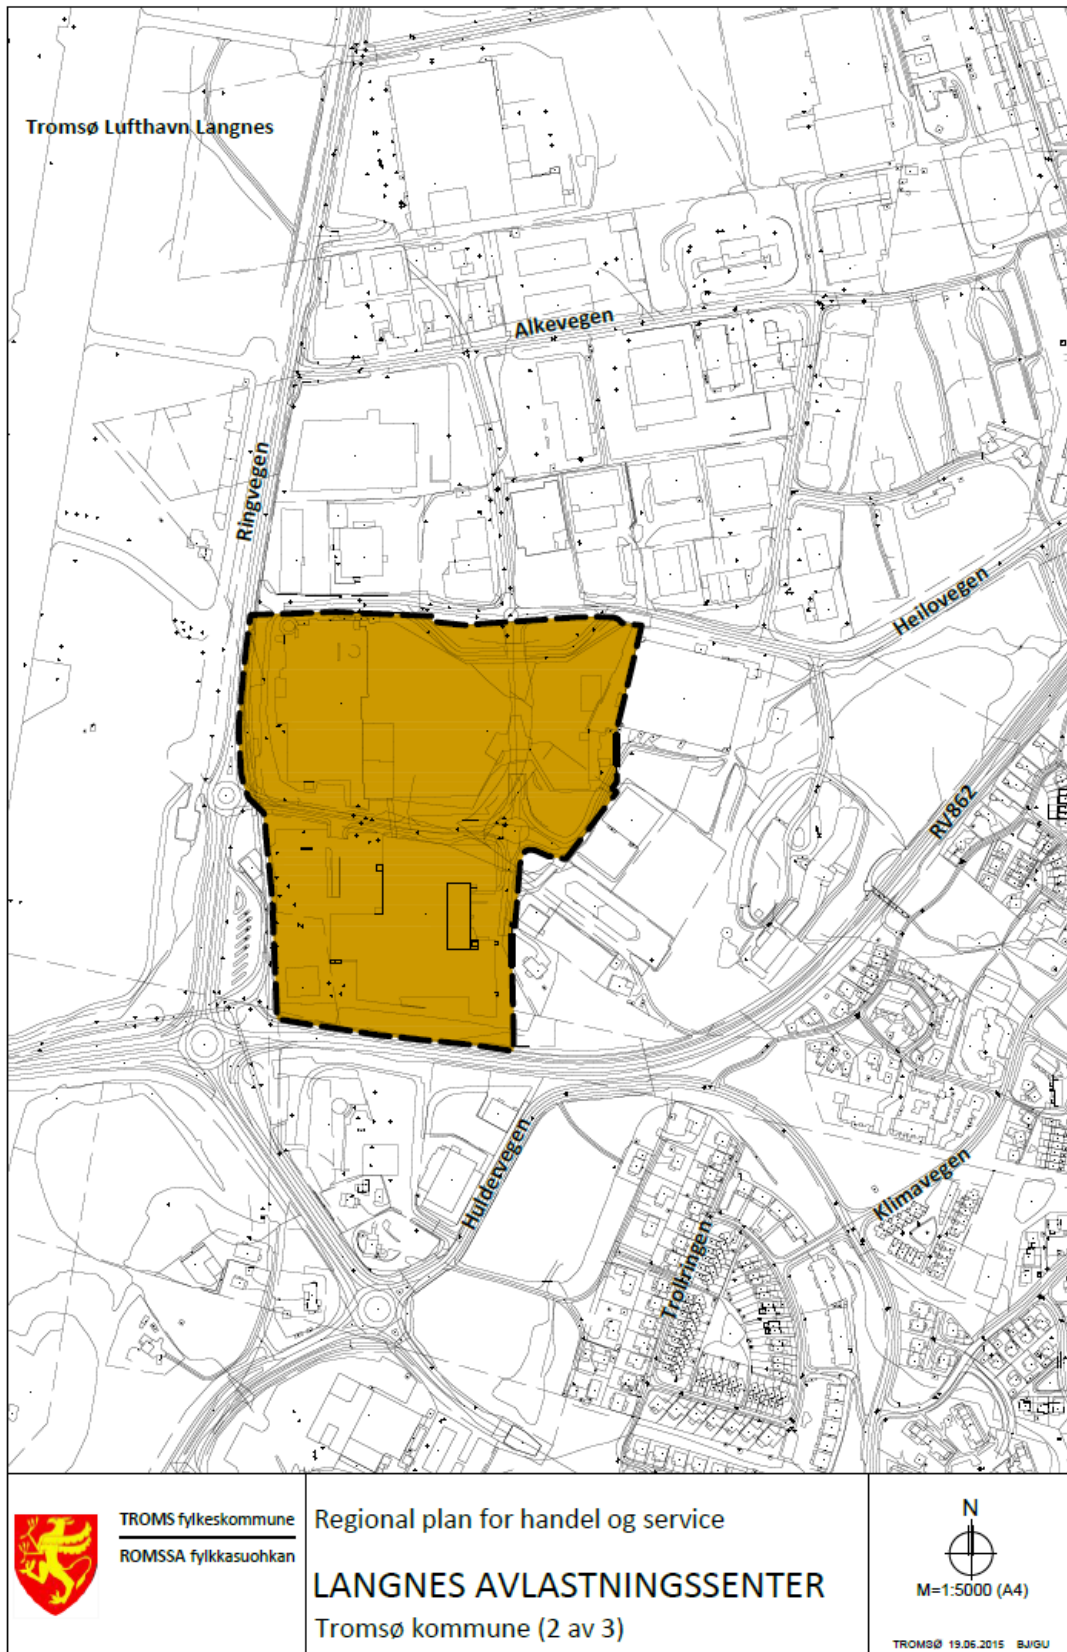 Tromsø Lufthavn Langnes
Alkevegen
Ringvegen
Heilovegen
RV862
Huldervegen
Klimavegen
Trollringen
TROMS fylkeskommune
ROMSSA fylkkasuohkan
Regional plan for handel og service
LANGNES AVLASTNINGSSENTER
Tromsø kommune (2 av 3)
N
M=1:5000 (A4)
TROMSØ 19.06.2015 BJ/GU